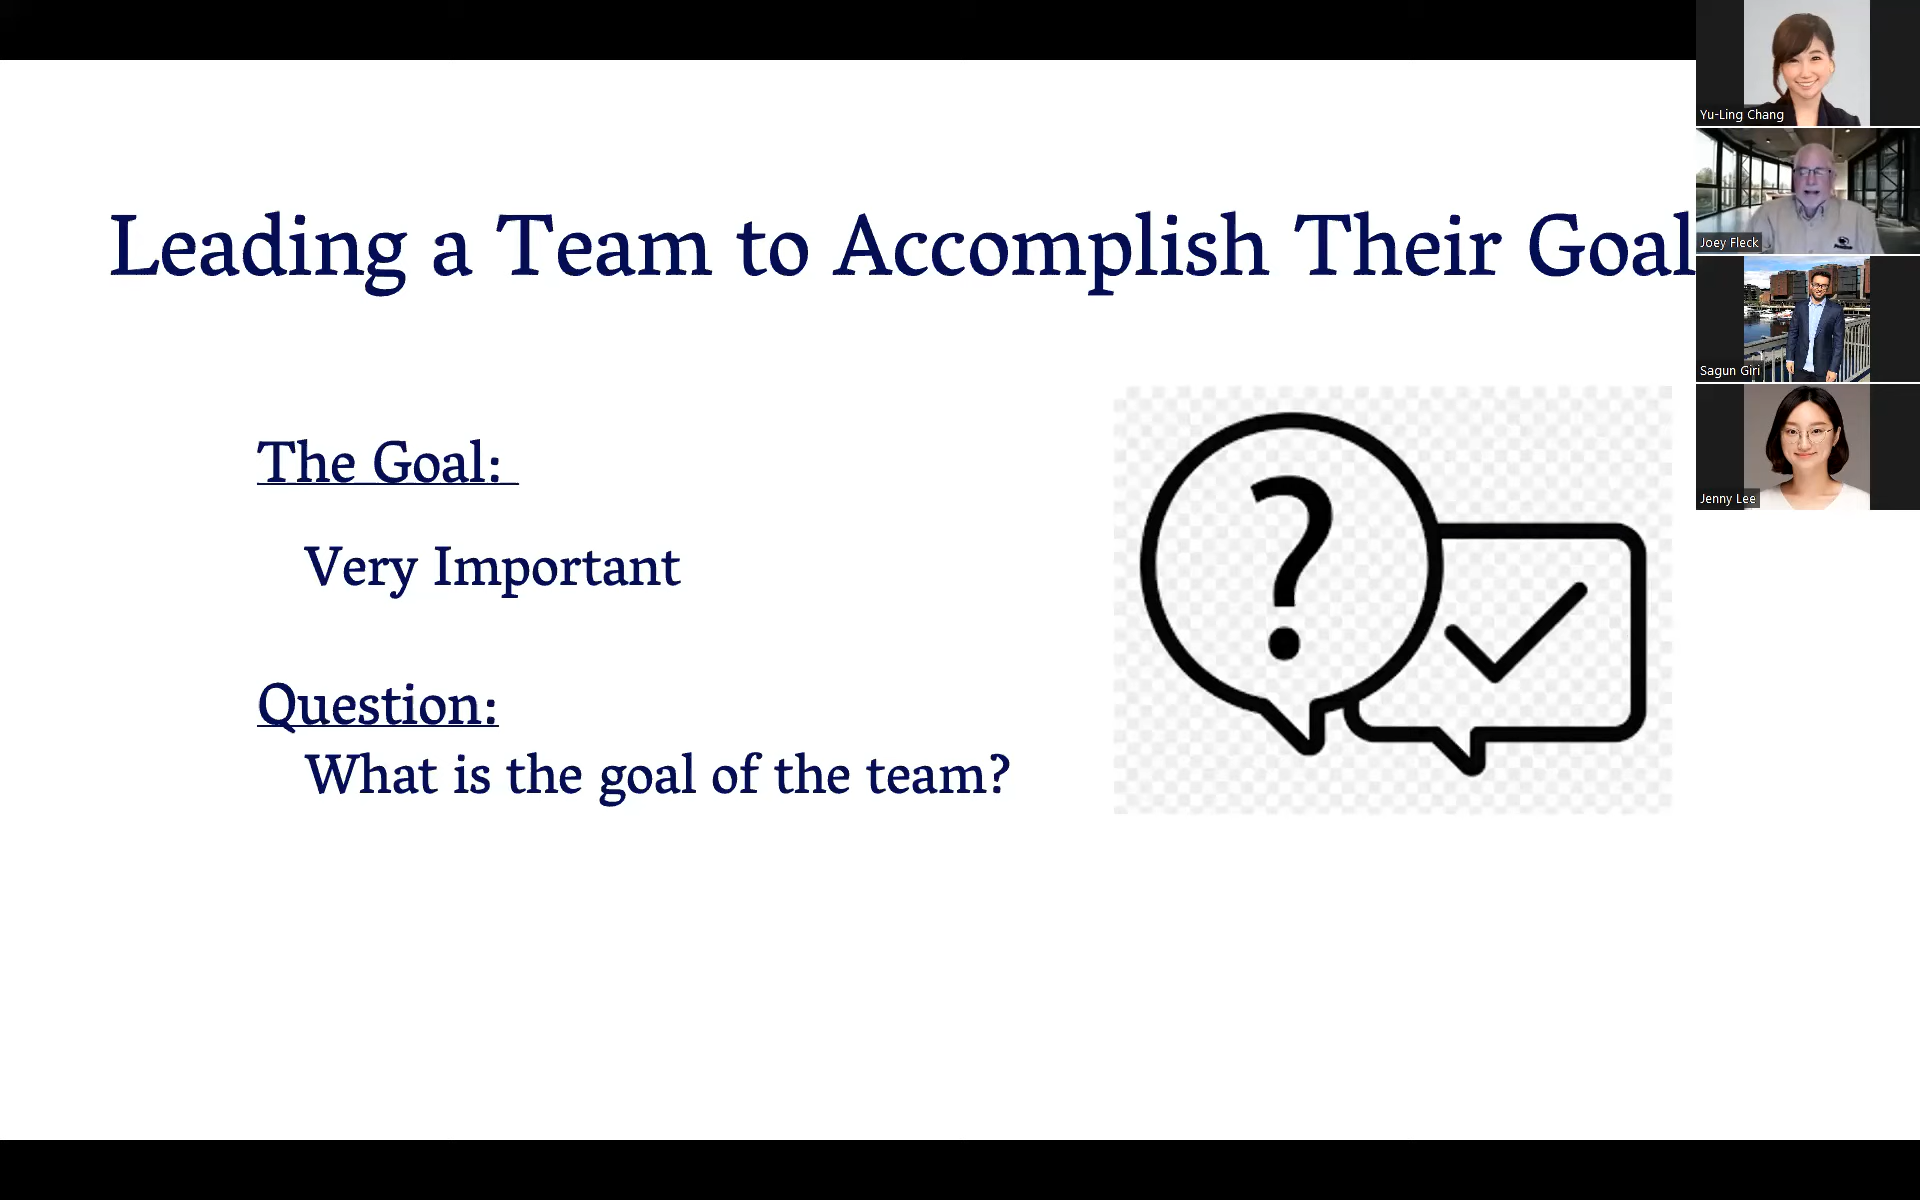 Leading a Team to Accomplish Their Goal
The Goal:
Very Important
Question:
What is the goal of the team?
?
Yu-Ling Chang
Joey Fleck
Sagun Giri
Jenny Lee